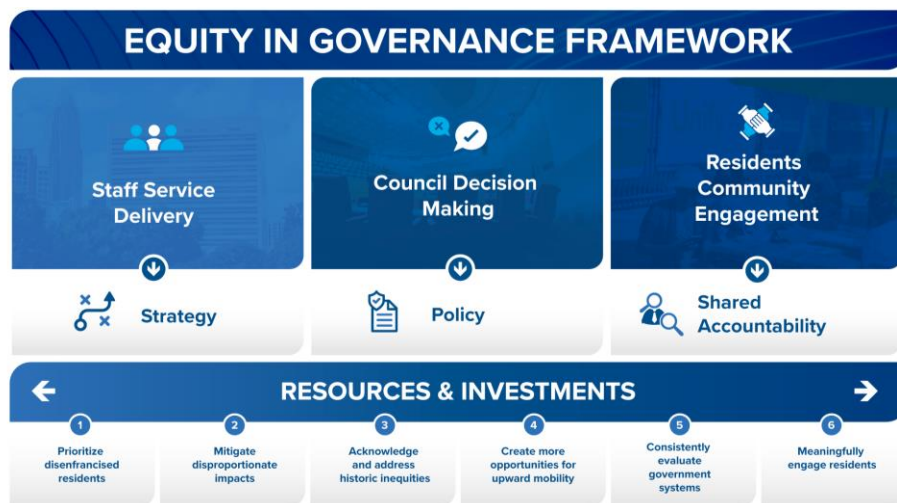 EQUITY IN GOVERNANCE FRAMEWORK
Staff Service
Delivery
Council Decision
Making
Residents
Community
Engagement
Strategy
Policy
Shared
Accountability
RESOURCES & INVESTMENTS
1
Prioritize
disenfrancised
residents
2
Mitigate
disproportionate
impacts
3
Acknowledge
and address
historic inequities
4
Create more
opportunities for
upward mobility
5
Consistently
evaluate
government
systems
6
Meaningfully
engage residents